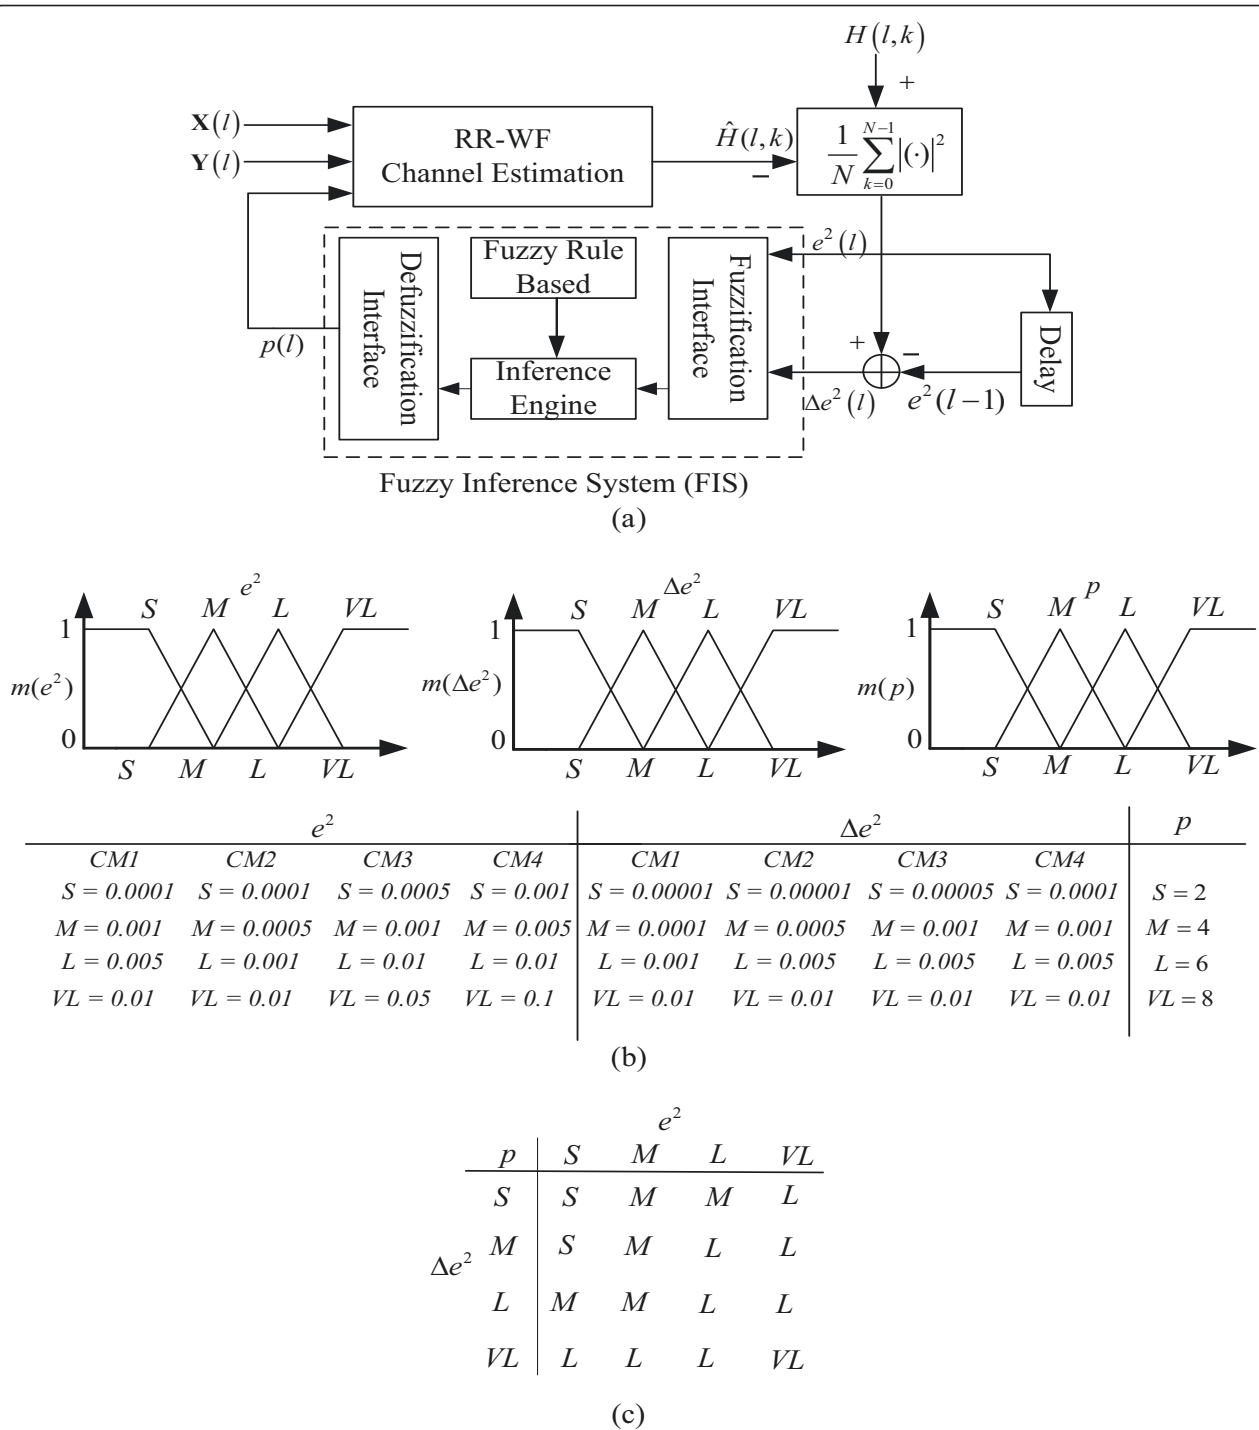 H(l,k)
+
X(l)
Y(l)
RR-WF
Channel Estimation
Ĥ(l,k)
−
1/N ∑_{k=0}^{N−1} |(·)|²
e²(l)
Defuzzification
Interface
Fuzzy Rule
Based
Inference
Engine
Fuzzification
Interface
p(l)
+
−
Δe²(l)
e²(l−1)
Delay
Fuzzy Inference System (FIS)
(a)
e²
S M L VL
1
m(e²)
0
S M L VL
Δe²
S M L VL
1
m(Δe²)
0
S M L VL
p
S M L VL
1
m(p)
0
S M L VL
e² Δe² p
CM1 CM2 CM3 CM4 CM1 CM2 CM3 CM4
S = 0.0001 S = 0.0001 S = 0.0005 S = 0.001 S = 0.00001 S = 0.00001 S = 0.00005 S = 0.0001 S = 2
M = 0.001 M = 0.0005 M = 0.001 M = 0.005 M = 0.0001 M = 0.0005 M = 0.001 M = 0.001 M = 4
L = 0.005 L = 0.001 L = 0.01 L = 0.01 L = 0.001 L = 0.005 L = 0.005 L = 0.005 L = 6
VL = 0.01 VL = 0.01 VL = 0.05 VL = 0.1 VL = 0.01 VL = 0.01 VL = 0.01 VL = 0.01 VL = 8
(b)
e²
p S M L VL
S S M M L
M S M L L
Δe²
L M M L L
VL L L L VL
(c)